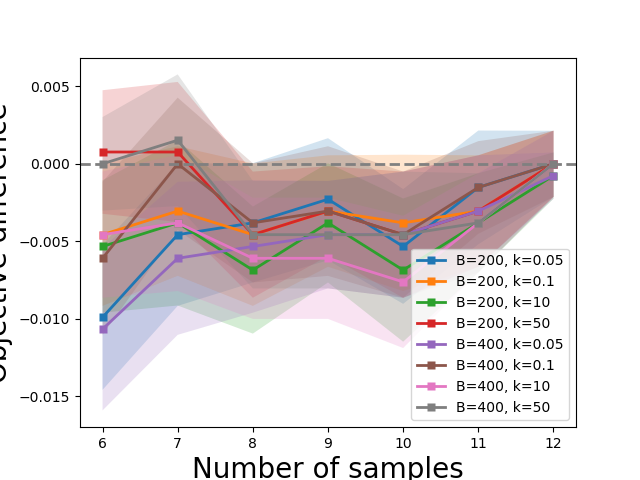 0.005
0.000
−0.005
−0.010
−0.015
Objective difference
6 7 8 9 10 11 12
Number of samples
B=200, k=0.05
B=200, k=0.1
B=200, k=10
B=200, k=50
B=400, k=0.05
B=400, k=0.1
B=400, k=10
B=400, k=50